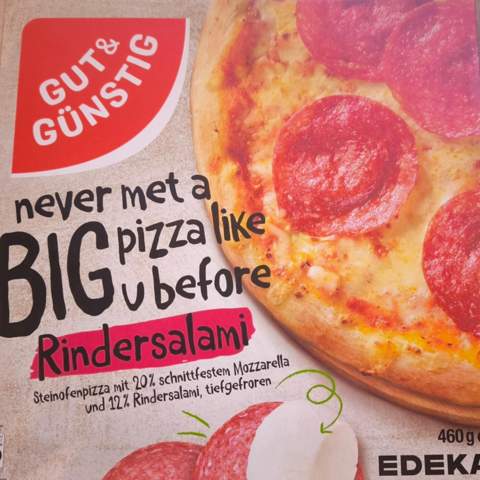 GUT&
GÜNSTIG
never met a
BIG pizza like
u before
Rindersalami
Steinofenpizza mit 20% schnittfestem Mozzarella
und 12% Rindersalami, tiefgefroren
460g
EDEKA